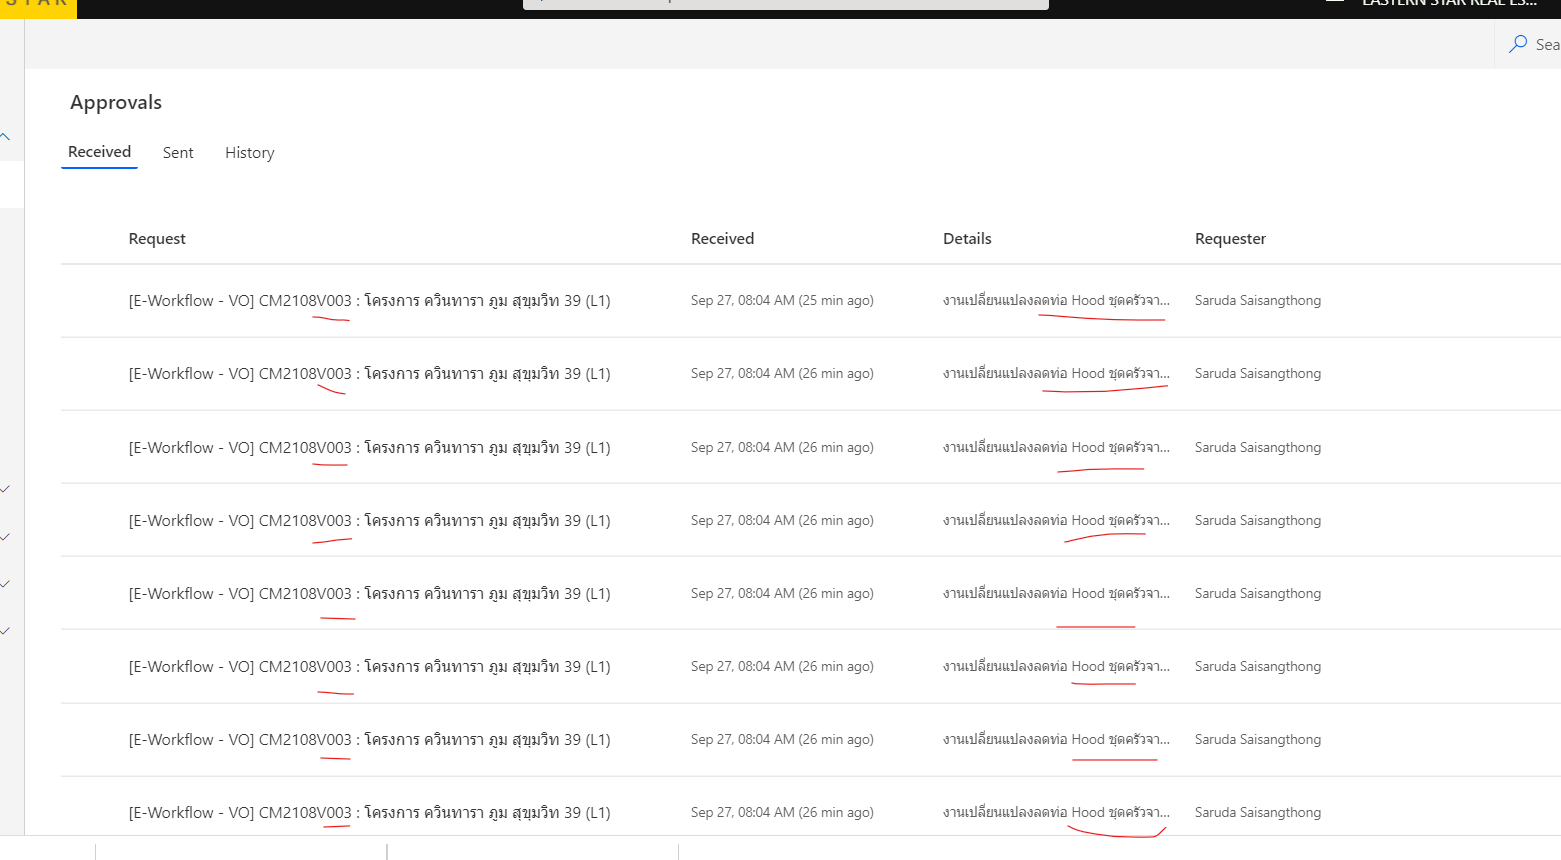 STAR
EASTERN STAR REAL ES...
Sea
Approvals
Received Sent History
Request Received Details Requester
[E-Workflow - VO] CM2108V003 : โครงการ ควินทารา ภูม สุขุมวิท 39 (L1) Sep 27, 08:04 AM (25 min ago) งานเปลี่ยนแปลงลดท่อ Hood ชุดครัวจา... Saruda Saisangthong
[E-Workflow - VO] CM2108V003 : โครงการ ควินทารา ภูม สุขุมวิท 39 (L1) Sep 27, 08:04 AM (26 min ago) งานเปลี่ยนแปลงลดท่อ Hood ชุดครัวจา... Saruda Saisangthong
[E-Workflow - VO] CM2108V003 : โครงการ ควินทารา ภูม สุขุมวิท 39 (L1) Sep 27, 08:04 AM (26 min ago) งานเปลี่ยนแปลงลดท่อ Hood ชุดครัวจา... Saruda Saisangthong
[E-Workflow - VO] CM2108V003 : โครงการ ควินทารา ภูม สุขุมวิท 39 (L1) Sep 27, 08:04 AM (26 min ago) งานเปลี่ยนแปลงลดท่อ Hood ชุดครัวจา... Saruda Saisangthong
[E-Workflow - VO] CM2108V003 : โครงการ ควินทารา ภูม สุขุมวิท 39 (L1) Sep 27, 08:04 AM (26 min ago) งานเปลี่ยนแปลงลดท่อ Hood ชุดครัวจา... Saruda Saisangthong
[E-Workflow - VO] CM2108V003 : โครงการ ควินทารา ภูม สุขุมวิท 39 (L1) Sep 27, 08:04 AM (26 min ago) งานเปลี่ยนแปลงลดท่อ Hood ชุดครัวจา... Saruda Saisangthong
[E-Workflow - VO] CM2108V003 : โครงการ ควินทารา ภูม สุขุมวิท 39 (L1) Sep 27, 08:04 AM (26 min ago) งานเปลี่ยนแปลงลดท่อ Hood ชุดครัวจา... Saruda Saisangthong
[E-Workflow - VO] CM2108V003 : โครงการ ควินทารา ภูม สุขุมวิท 39 (L1) Sep 27, 08:04 AM (26 min ago) งานเปลี่ยนแปลงลดท่อ Hood ชุดครัวจา... Saruda Saisangthong